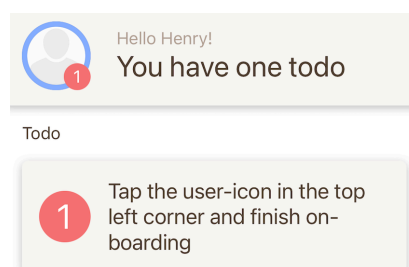 Hello Henry!
You have one todo
1
Todo
1
Tap the user-icon in the top
left corner and finish on-
boarding